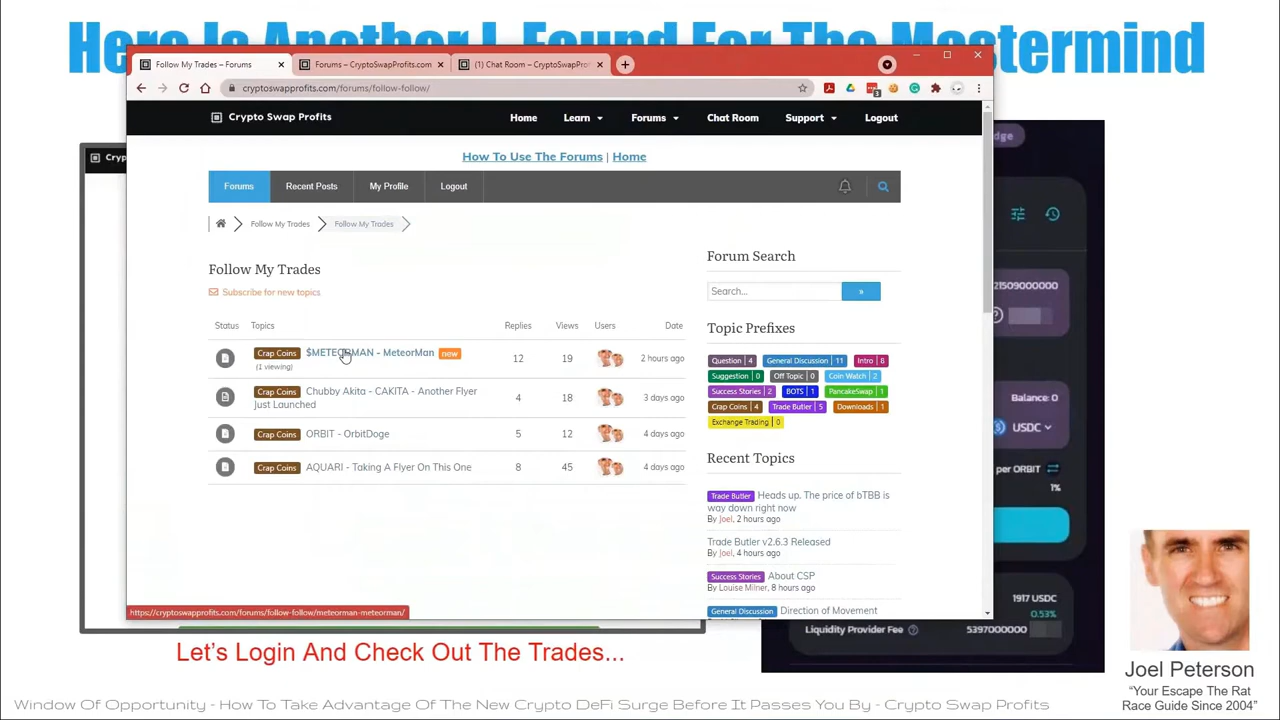 Here Is Another I Found For The Mastermind
Follow My Trades – Forums
Forums – CryptoSwapProfits.com
(1) Chat Room – CryptoSwapProf
cryptoswapprofits.com/forums/follow-follow/
3
Crypto Swap Profits
Home
Learn
Forums
Chat Room
Support
Logout
How To Use The Forums | Home
Forums
Recent Posts
My Profile
Logout
Follow My Trades
Follow My Trades
Follow My Trades
Subscribe for new topics
Status Topics Replies Views Users Date
Crap Coins $METEORMAN - MeteorMan new 12 19 2 hours ago
(1 viewing)
Crap Coins Chubby Akita - CAKITA - Another Flyer
Just Launched 4 18 3 days ago
Crap Coins ORBIT - OrbitDoge 5 12 4 days ago
Crap Coins AQUARI - Taking A Flyer On This One 8 45 4 days ago
Forum Search
Search... »
Topic Prefixes
Question | 4 General Discussion | 11 Intro | 8
Suggestion | 0 Off Topic | 0 Coin Watch | 2
Success Stories | 2 BOTS | 1 PancakeSwap | 1
Crap Coins | 4 Trade Butler | 5 Downloads | 1
Exchange Trading | 0
Recent Topics
Trade Butler Heads up. The price of bTBB is
way down right now
By Joel, 2 hours ago
Trade Butler v2.6.3 Released
By Joel, 4 hours ago
Success Stories About CSP
By Louise Milner, 8 hours ago
General Discussion Direction of Movement
https://cryptoswapprofits.com/forums/follow-follow/meteorman-meteorman/
Cryp
dge
21509000000
Balance: 0
USDC
per ORBIT
1%
1917 USDC
0.53%
Liquidity Provider Fee 5397000000
Let's Login And Check Out The Trades...
Joel Peterson
"Your Escape The Rat
Race Guide Since 2004"
Window Of Opportunity - How To Take Advantage Of The New Crypto DeFi Surge Before It Passes You By - Crypto Swap Profits